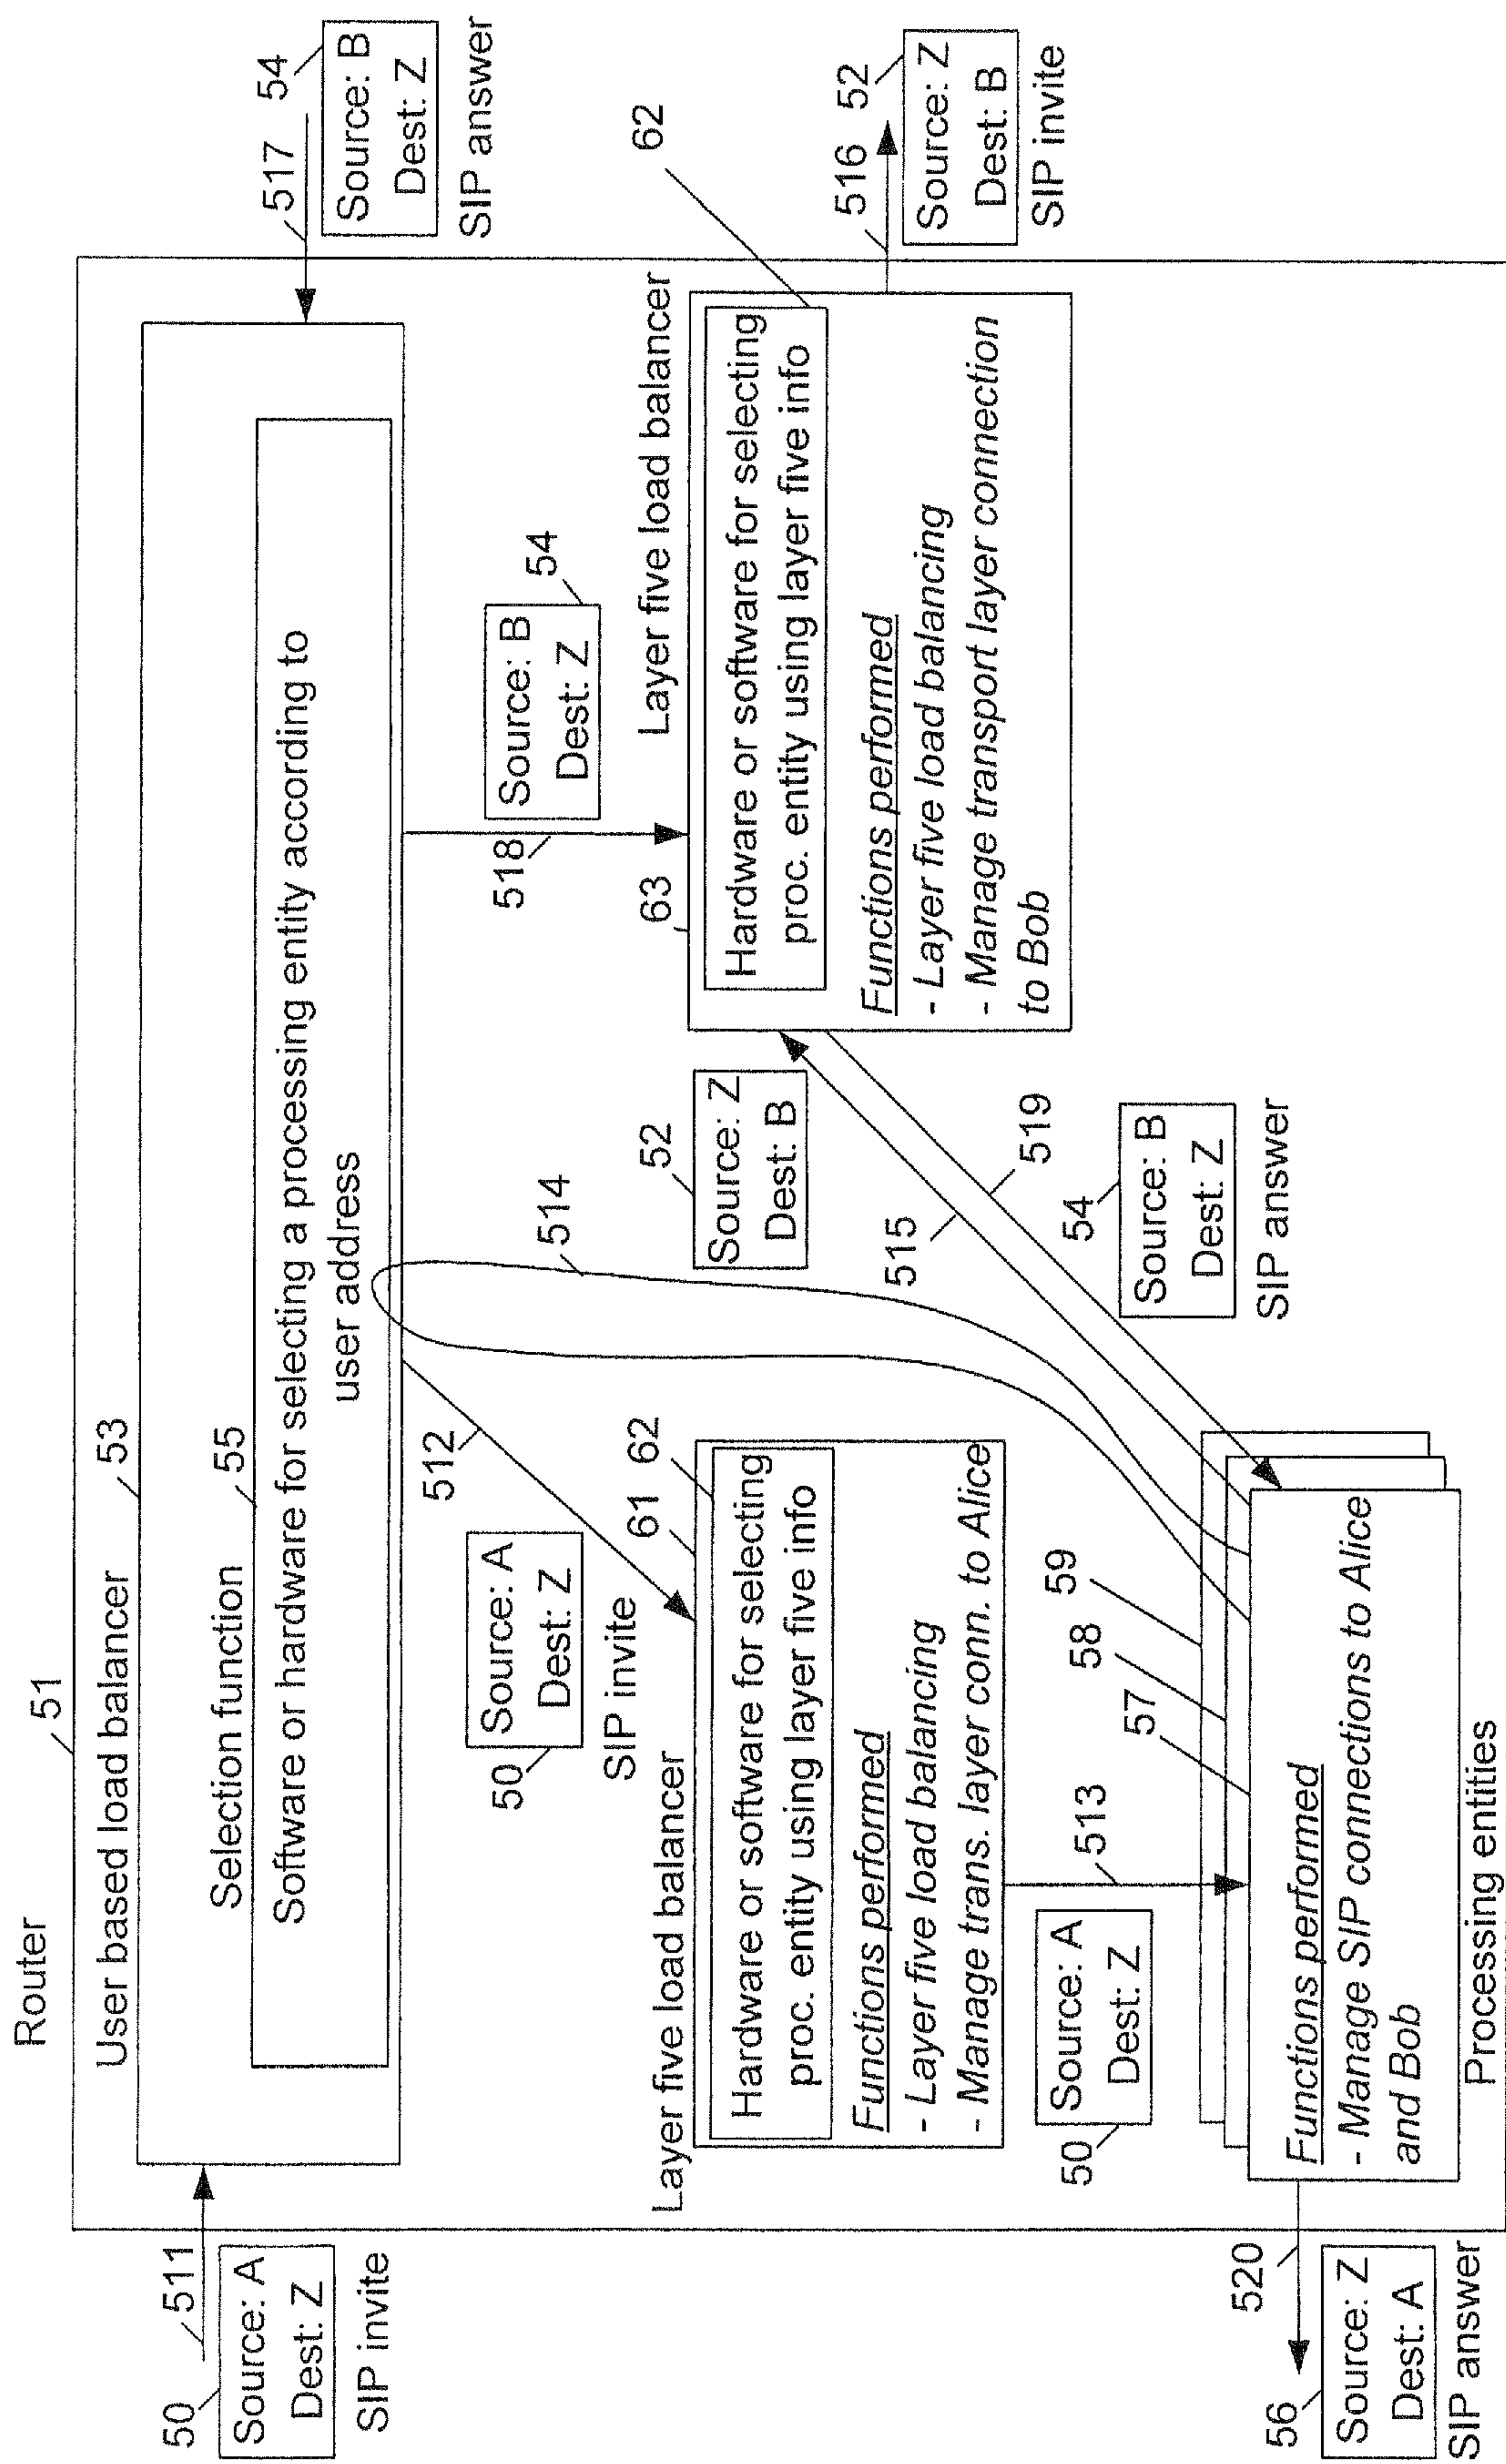 Router
51
User based load balancer
53
Selection function
55
Software or hardware for selecting a processing entity according to
user address
511
50
Source: A
Dest: Z
SIP invite
517
54
Source: B
Dest: Z
SIP answer
512
50
Source: A
Dest: Z
SIP invite
514
518
Source: B
Dest: Z
54
Layer five load balancer
61
62
Hardware or software for selecting
proc. entity using layer five info
Functions performed
- Layer five load balancing
- Manage trans. layer conn. to Alice
63
Layer five load balancer
62
Hardware or software for selecting
proc. entity using layer five info
Functions performed
- Layer five load balancing
- Manage transport layer connection
to Bob
516
52
Source: Z
Dest: B
SIP invite
52
Source: Z
Dest: B
515
519
54
Source: B
Dest: Z
SIP answer
50
Source: A
Dest: Z
513
57
58
59
Functions performed
- Manage SIP connections to Alice
and Bob
Processing entities
520
56
Source: Z
Dest: A
SIP answer